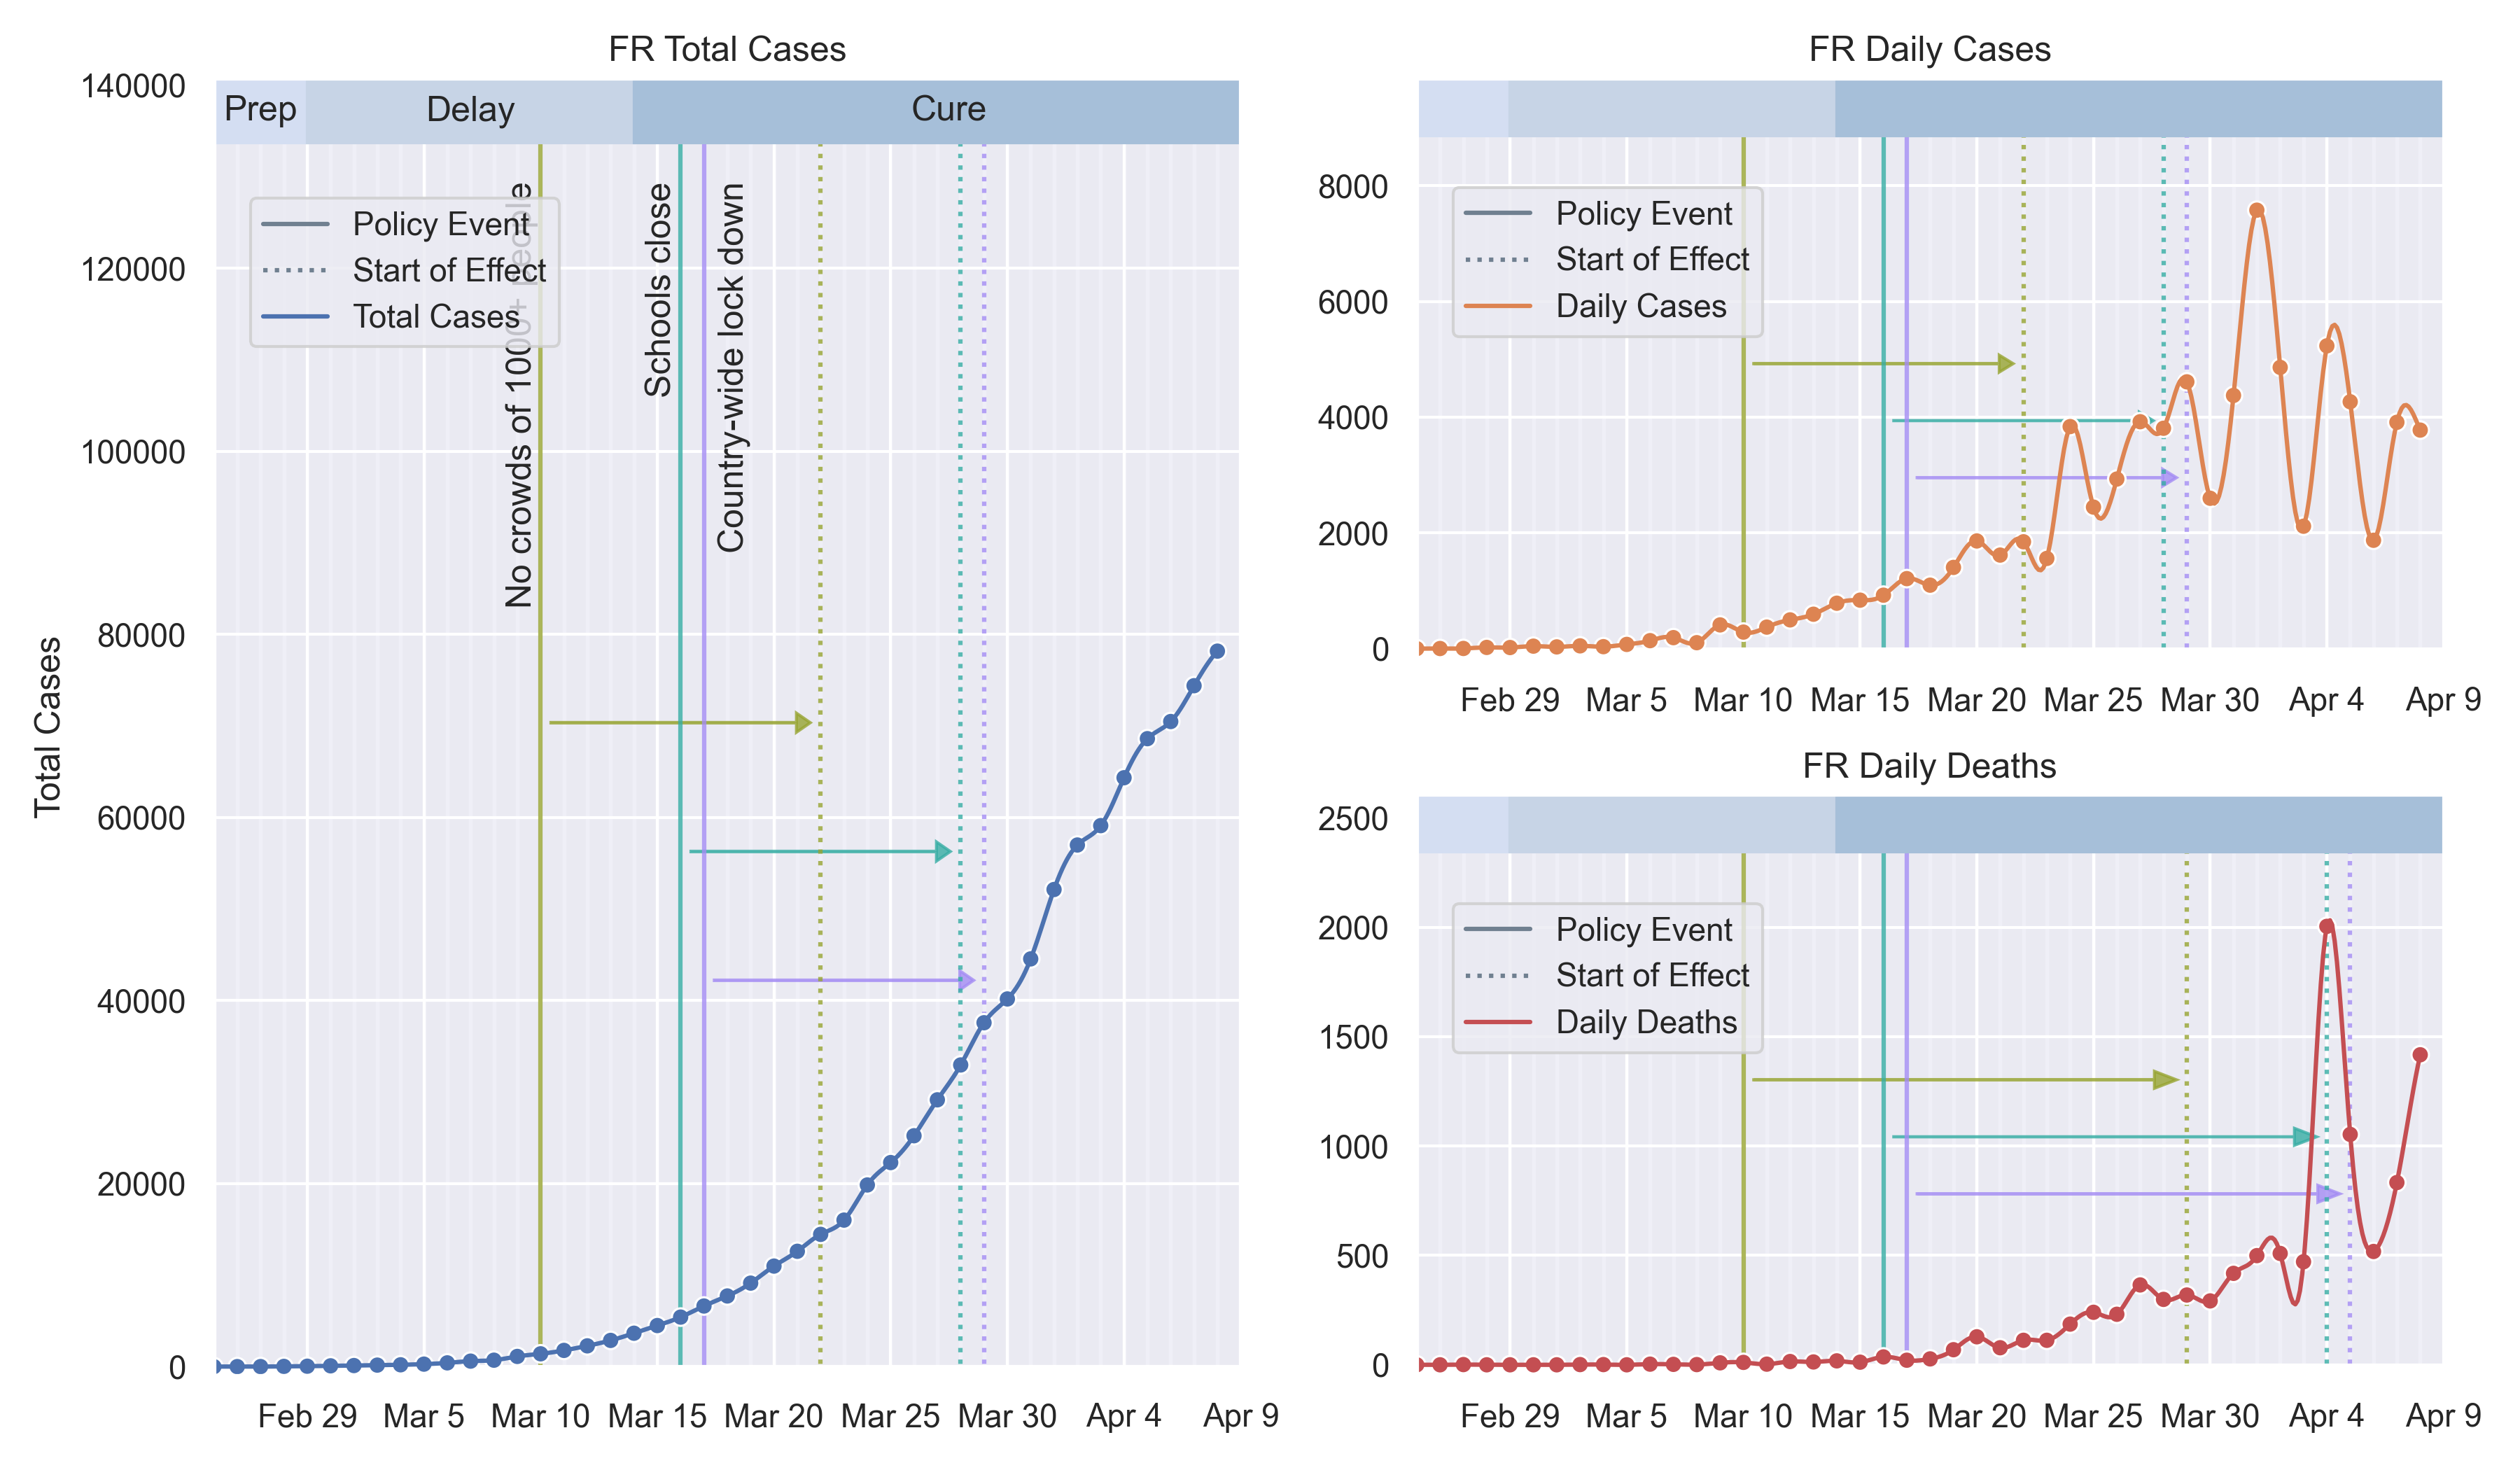 FR Total Cases
140000
120000
100000
80000
60000
40000
20000
0
Total Cases
Prep
Delay
Cure
Policy Event
Start of Effect
Total Cases
No crowds of 1000+ people
Schools close
Country-wide lock down
Feb 29
Mar 5
Mar 10
Mar 15
Mar 20
Mar 25
Mar 30
Apr 4
Apr 9
FR Daily Cases
8000
6000
4000
2000
0
Policy Event
Start of Effect
Daily Cases
Feb 29
Mar 5
Mar 10
Mar 15
Mar 20
Mar 25
Mar 30
Apr 4
Apr 9
FR Daily Deaths
2500
2000
1500
1000
500
0
Policy Event
Start of Effect
Daily Deaths
Feb 29
Mar 5
Mar 10
Mar 15
Mar 20
Mar 25
Mar 30
Apr 4
Apr 9